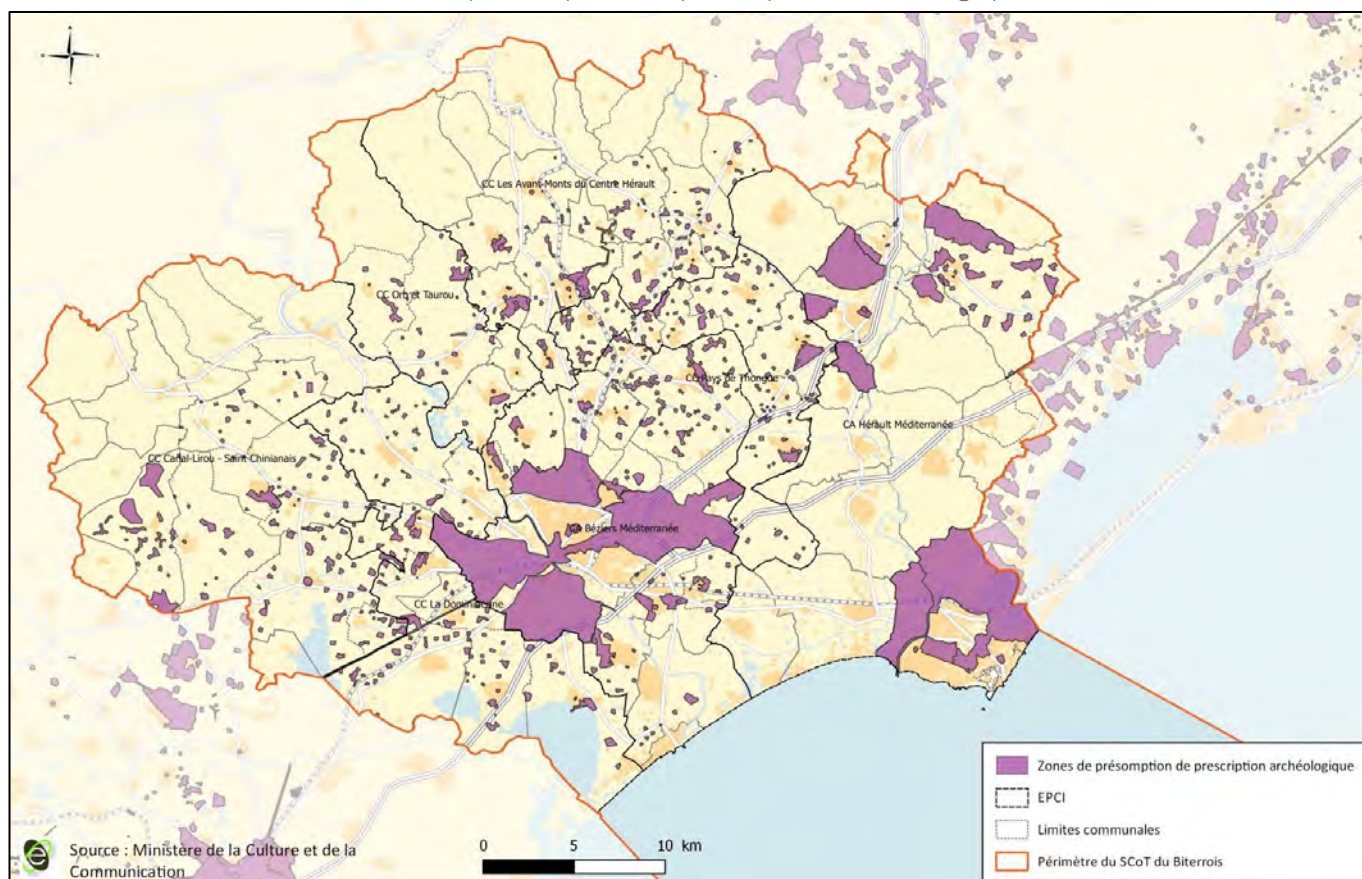 CC Les Avant-Monts du Centre Hérault
CC Orb et Taurou
CC Pays de Thongue
CA Hérault Méditerranée
CC Canal-Lirou - Saint Chinianais
CA Béziers Méditerranée
CC La Domitienne
Zones de présomption de prescription archéologique
EPCI
Limites communales
Périmètre du SCoT du Biterrois
0 5 10 km
Source : Ministère de la Culture et de la
Communication